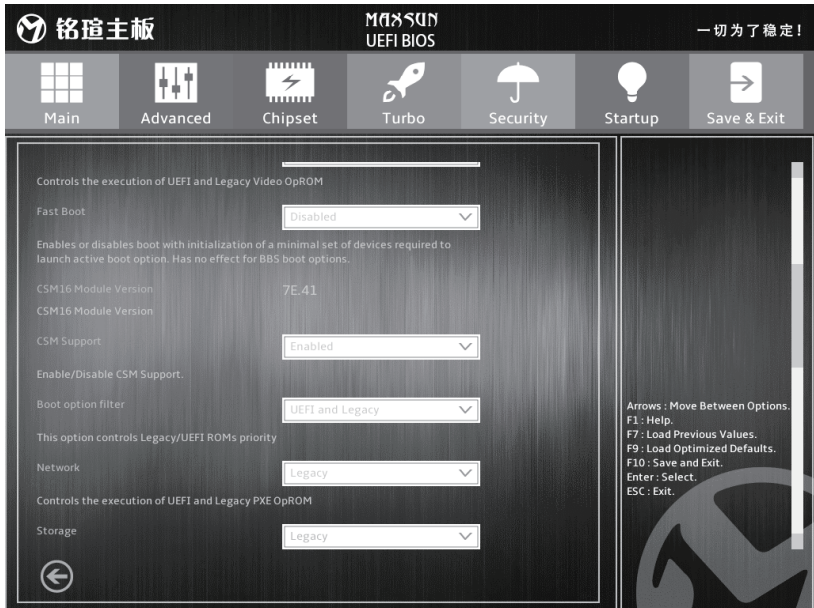 铭瑄主板
MAXSUN
UEFI BIOS
一切为了稳定!
Main
Advanced
Chipset
Turbo
Security
Startup
Save & Exit
Controls the execution of UEFI and Legacy Video OpROM
Fast Boot
Disabled
Enables or disables boot with initialization of a minimal set of devices required to
launch active boot option. Has no effect for BBS boot options.
CSM16 Module Version
7E.41
CSM16 Module Version
CSM Support
Enabled
Enable/Disable CSM Support.
Boot option filter
UEFI and Legacy
This option controls Legacy/UEFI ROMs priority
Network
Legacy
Controls the execution of UEFI and Legacy PXE OpROM
Storage
Legacy
Arrows : Move Between Options.
F1 : Help.
F7 : Load Previous Values.
F9 : Load Optimized Defaults.
F10 : Save and Exit.
Enter : Select.
ESC : Exit.